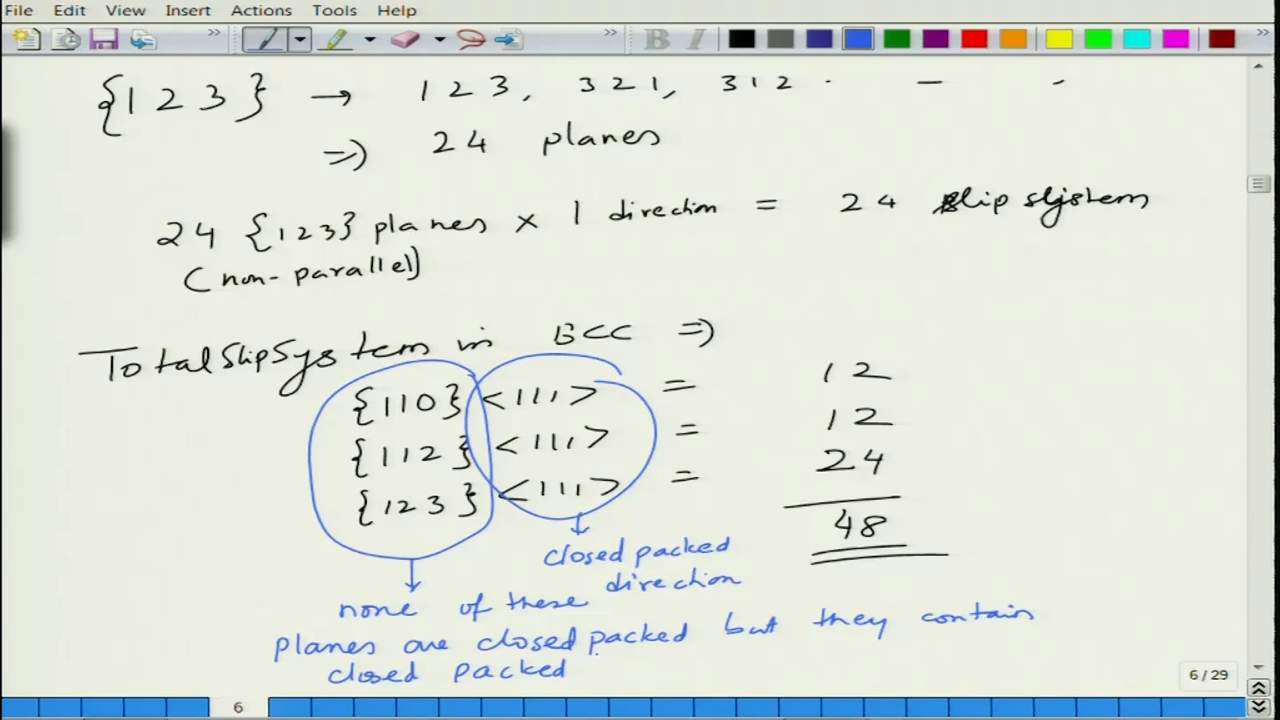 File Edit View Insert Actions Tools Help
{1 2 3} → 1 2 3, 3 2 1, 3 1 2 . – -
=) 24 planes
24 {123} planes × 1 direction = 24 slip slystem
(non-parallel)
Total Slip System in BCC =)
{110} <111> = 12
{112} <111> = 12
{123} <111> = 24
48
closed packed
direction
none of these
planes are closed packed but they contain
closed packed
6 / 29
6